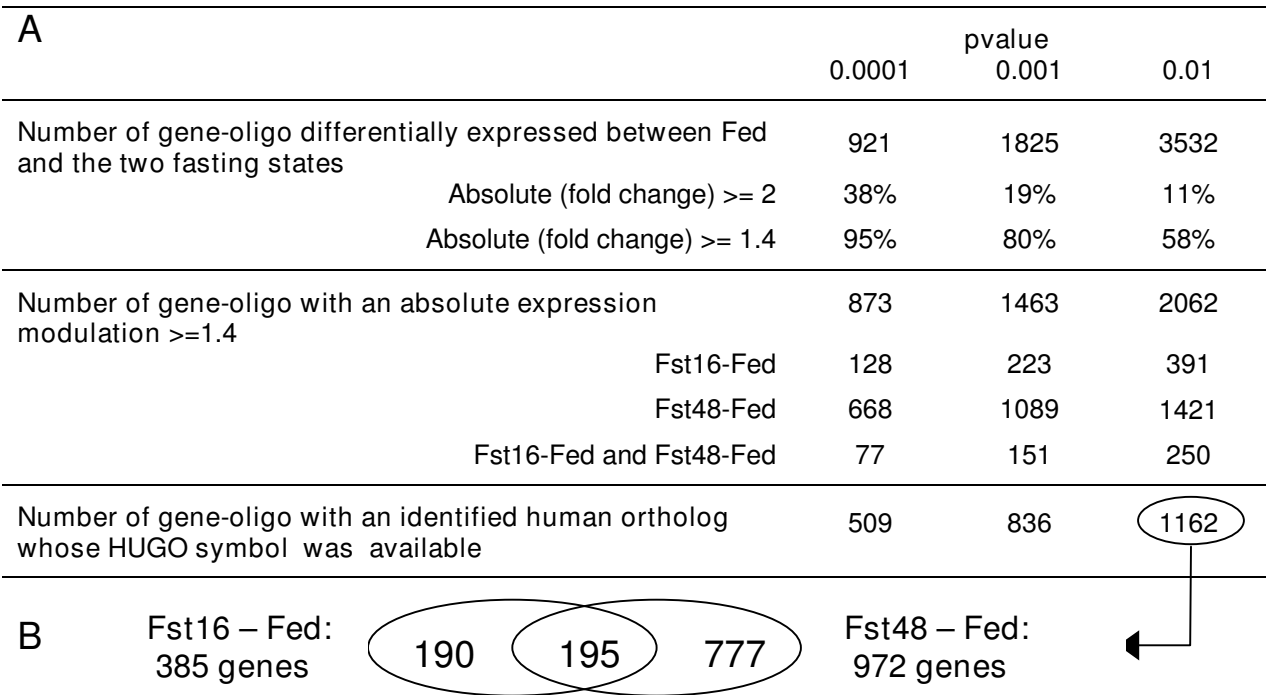 A
pvalue
0.0001 0.001 0.01
Number of gene-oligo differentially expressed between Fed
and the two fasting states
921 1825 3532
Absolute (fold change) >= 2 38% 19% 11%
Absolute (fold change) >= 1.4 95% 80% 58%
Number of gene-oligo with an absolute expression
modulation >=1.4
873 1463 2062
Fst16-Fed 128 223 391
Fst48-Fed 668 1089 1421
Fst16-Fed and Fst48-Fed 77 151 250
Number of gene-oligo with an identified human ortholog
whose HUGO symbol was available
509 836 1162
B
Fst16 – Fed:
385 genes
190 195 777
Fst48 – Fed:
972 genes